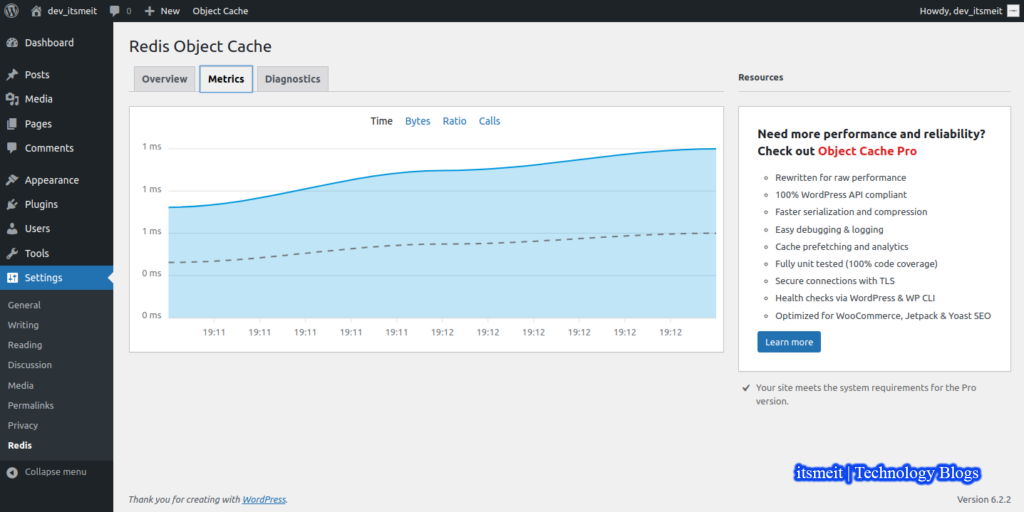 dev_itsmeit 0 New Object Cache Howdy, dev_itsmeit
Dashboard
Posts
Media
Pages
Comments
Appearance
Plugins
Users
Tools
Settings
General
Writing
Reading
Discussion
Media
Permalinks
Privacy
Redis
Collapse menu
Redis Object Cache
Overview Metrics Diagnostics
Time Bytes Ratio Calls
1 ms
1 ms
1 ms
0 ms
0 ms
19:11 19:11 19:11 19:11 19:11 19:12 19:12 19:12 19:12 19:12 19:12
Resources
Need more performance and reliability?
Check out Object Cache Pro
Rewritten for raw performance
100% WordPress API compliant
Faster serialization and compression
Easy debugging & logging
Cache prefetching and analytics
Fully unit tested (100% code coverage)
Secure connections with TLS
Health checks via WordPress & WP CLI
Optimized for WooCommerce, Jetpack & Yoast SEO
Learn more
Your site meets the system requirements for the Pro
version.
itsmeit | Technology Blogs
Thank you for creating with WordPress. Version 6.2.2